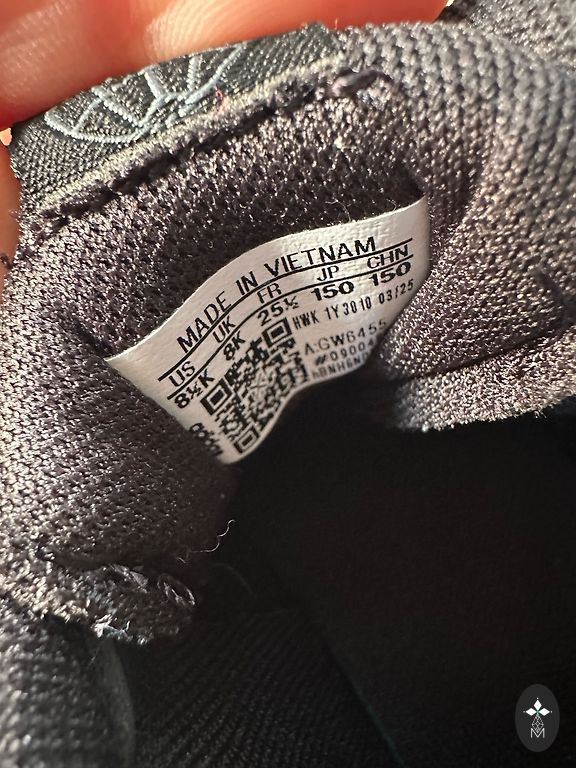 MADE IN VIETNAM
US UK FR JP CHN
8½K 8K 25½ 150 150
HWK 1Y3010 03/25
A:GW6455
M